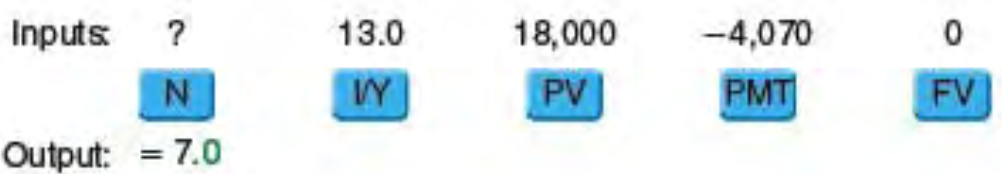 Inputs: ? 13.0 18,000 −4,070 0
N I/Y PV PMT FV
Output: = 7.0